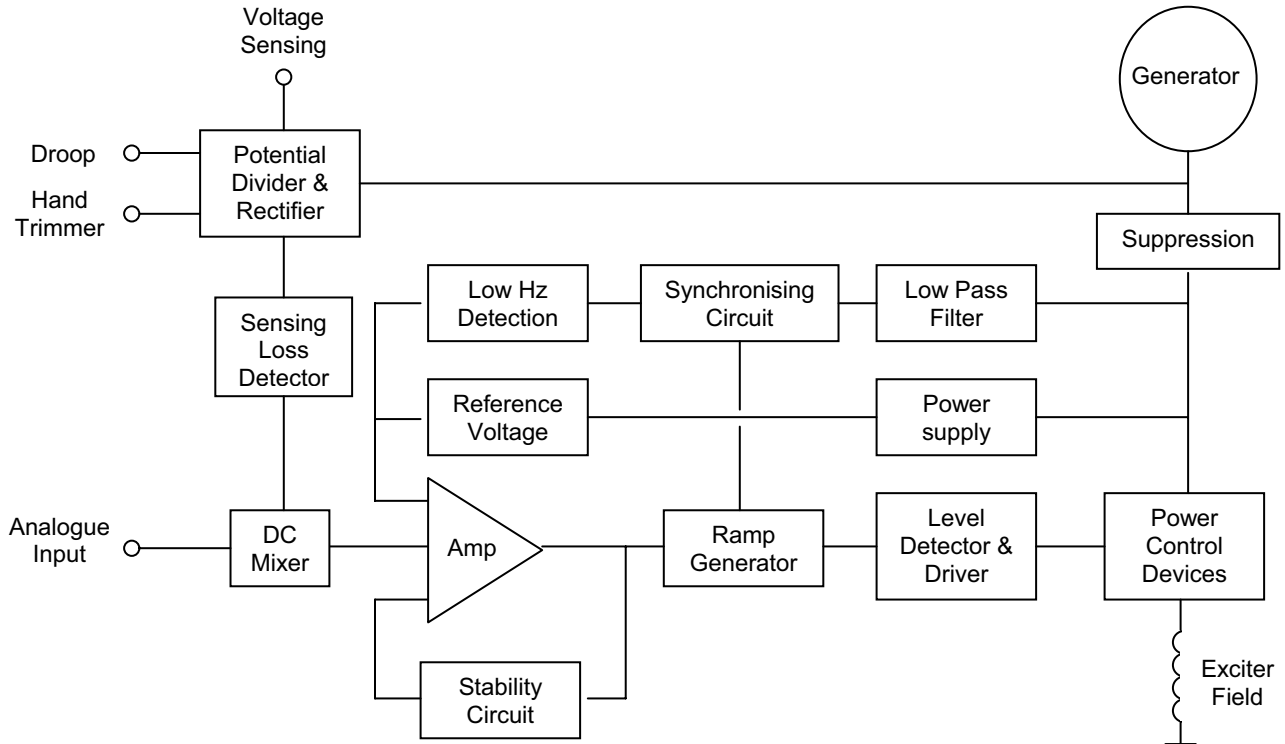 Voltage
Sensing
Generator
Droop
Hand
Trimmer
Potential
Divider &
Rectifier
Suppression
Low Hz
Detection
Synchronising
Circuit
Low Pass
Filter
Sensing
Loss
Detector
Reference
Voltage
Power
supply
Analogue
Input
DC
Mixer
Amp
Ramp
Generator
Level
Detector &
Driver
Power
Control
Devices
Stability
Circuit
Exciter
Field